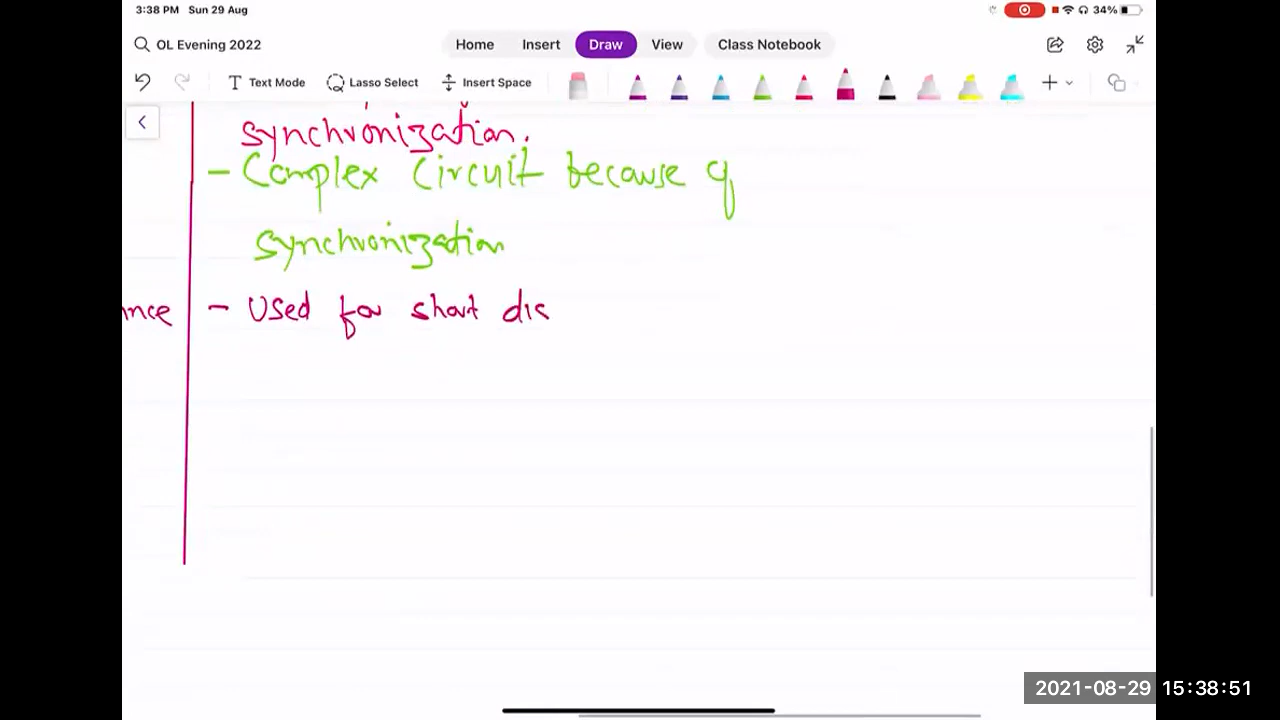 3:38 PM Sun 29 Aug
34%
OL Evening 2022
Home Insert Draw View Class Notebook
Text Mode Lasso Select Insert Space
synchronization.
- Complex Circuit because of
synchronization
ance - Used for short dis
2021-08-29 15:38:51